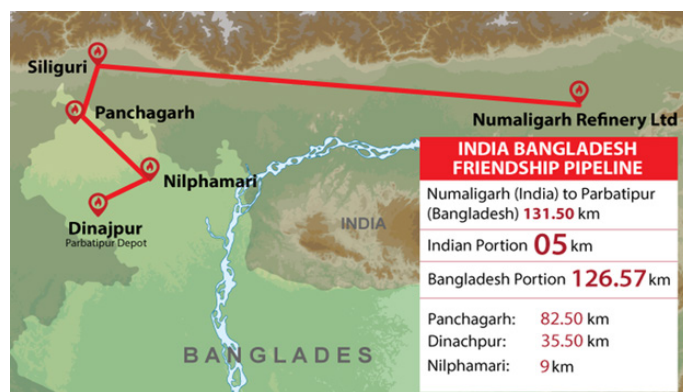 Siliguri
Panchagarh
Numaligarh Refinery Ltd
Nilphamari
Dinajpur
Parbatipur Depot
INDIA
BANGLADES
INDIA BANGLADESH
FRIENDSHIP PIPELINE
Numaligarh (India) to Parbatipur
(Bangladesh) 131.50 km
Indian Portion 05 km
Bangladesh Portion 126.57 km
Panchagarh: 82.50 km
Dinachpur: 35.50 km
Nilphamari: 9 km